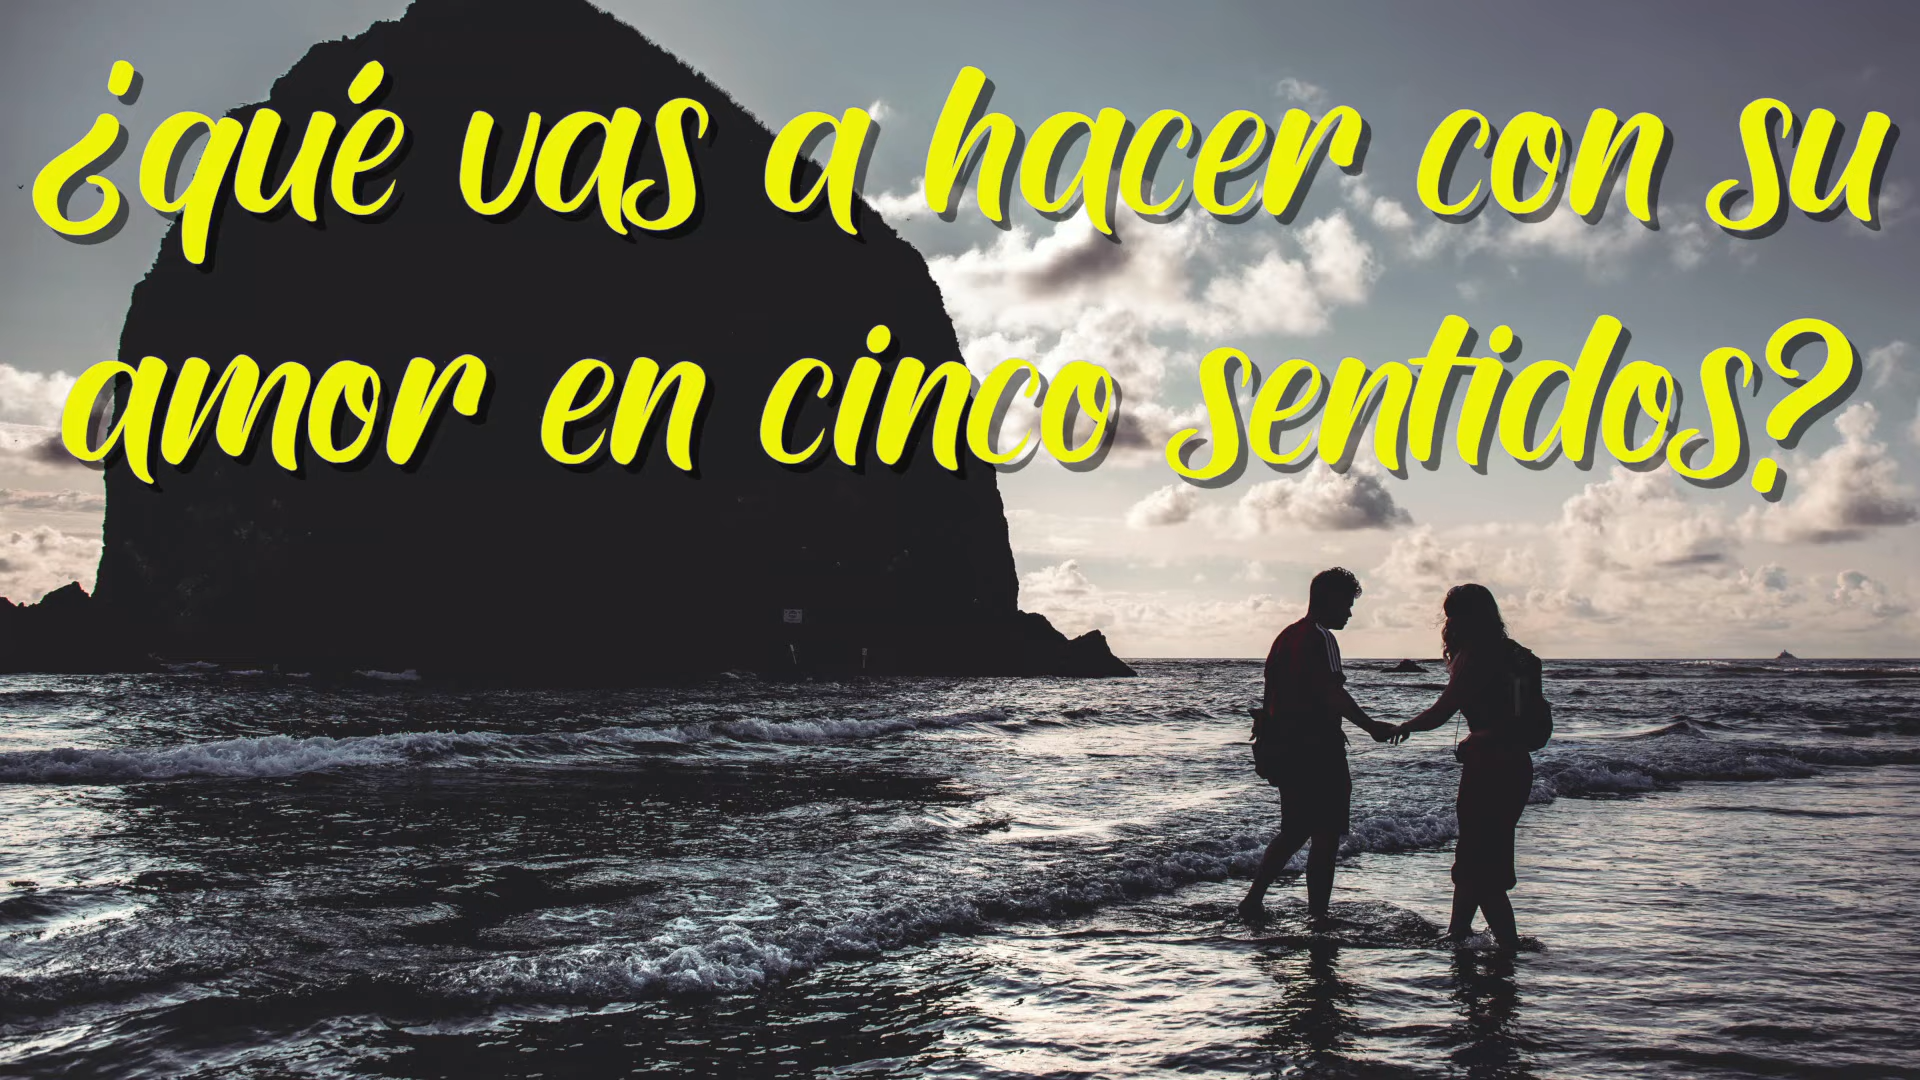 ¿qué vas a hacer con su
amor en cinco sentidos?